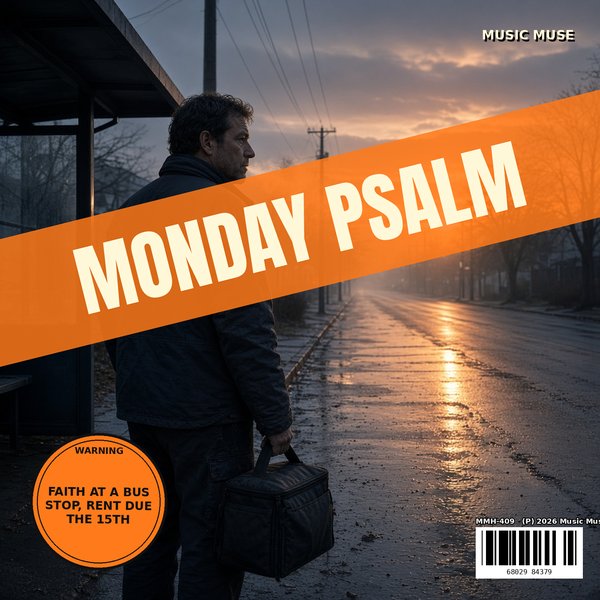 MUSIC MUSE
MONDAY PSALM
WARNING
FAITH AT A BUS
STOP, RENT DUE
THE 15TH
MMH-409 (P) 2026 Music Mus
68029 84379